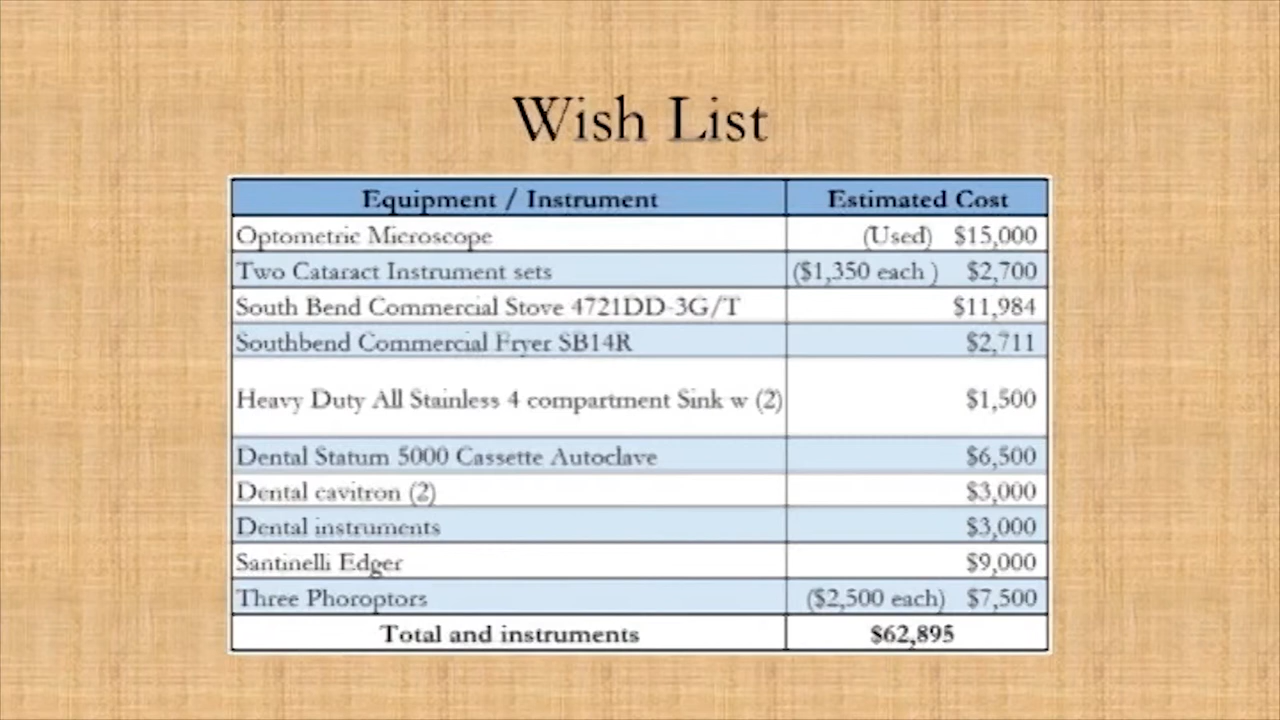 Wish List
Equipment / Instrument Estimated Cost
Optometric Microscope (Used) $15,000
Two Cataract Instrument sets ($1,350 each ) $2,700
South Bend Commercial Stove 4721DD-3G/T $11,984
Southbend Commercial Fryer SB14R $2,711
Heavy Duty All Stainless 4 compartment Sink w (2) $1,500
Dental Statum 5000 Cassette Autoclave $6,500
Dental cavitron (2) $3,000
Dental instruments $3,000
Santinelli Edger $9,000
Three Phoroptors ($2,500 each) $7,500
Total and instruments $62,895